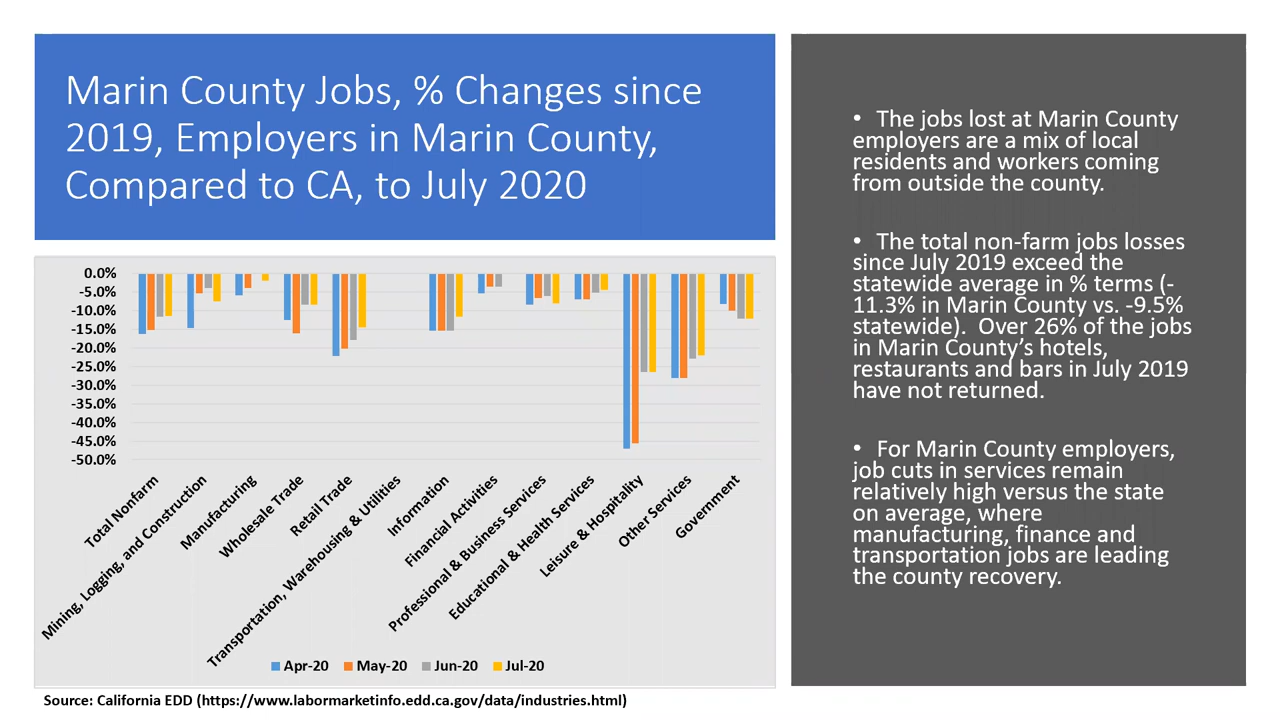 Marin County Jobs, % Changes since
2019, Employers in Marin County,
Compared to CA, to July 2020
• The jobs lost at Marin County
employers are a mix of local
residents and workers coming
from outside the county.
• The total non-farm jobs losses
since July 2019 exceed the
statewide average in % terms (-
11.3% in Marin County vs. -9.5%
statewide). Over 26% of the jobs
in Marin County’s hotels,
restaurants and bars in July 2019
have not returned.
• For Marin County employers,
job cuts in services remain
relatively high versus the state
on average, where
manufacturing, finance and
transportation jobs are leading
the county recovery.
0.0%
-5.0%
-10.0%
-15.0%
-20.0%
-25.0%
-30.0%
-35.0%
-40.0%
-45.0%
-50.0%
Total Nonfarm
Mining, Logging, and Construction
Manufacturing
Wholesale Trade
Retail Trade
Transportation, Warehousing & Utilities
Information
Financial Activities
Professional & Business Services
Educational & Health Services
Leisure & Hospitality
Other Services
Government
Apr-20 May-20 Jun-20 Jul-20
Source: California EDD (https://www.labormarketinfo.edd.ca.gov/data/industries.html)